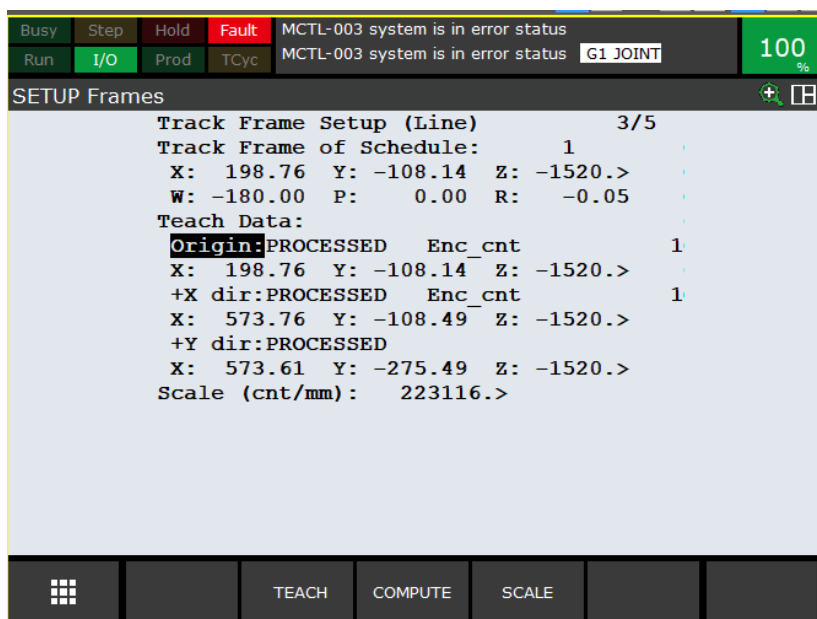 Busy Step Hold Fault MCTL-003 system is in error status
Run I/O Prod TCyc MCTL-003 system is in error status G1 JOINT 100 %
SETUP Frames
Track Frame Setup (Line) 3/5
Track Frame of Schedule: 1
X: 198.76 Y: -108.14 Z: -1520.>
W: -180.00 P: 0.00 R: -0.05
Teach Data:
Origin:PROCESSED Enc_cnt
X: 198.76 Y: -108.14 Z: -1520.>
+X dir:PROCESSED Enc_cnt
X: 573.76 Y: -108.49 Z: -1520.>
+Y dir:PROCESSED
X: 573.61 Y: -275.49 Z: -1520.>
Scale (cnt/mm): 223116.>
TEACH COMPUTE SCALE